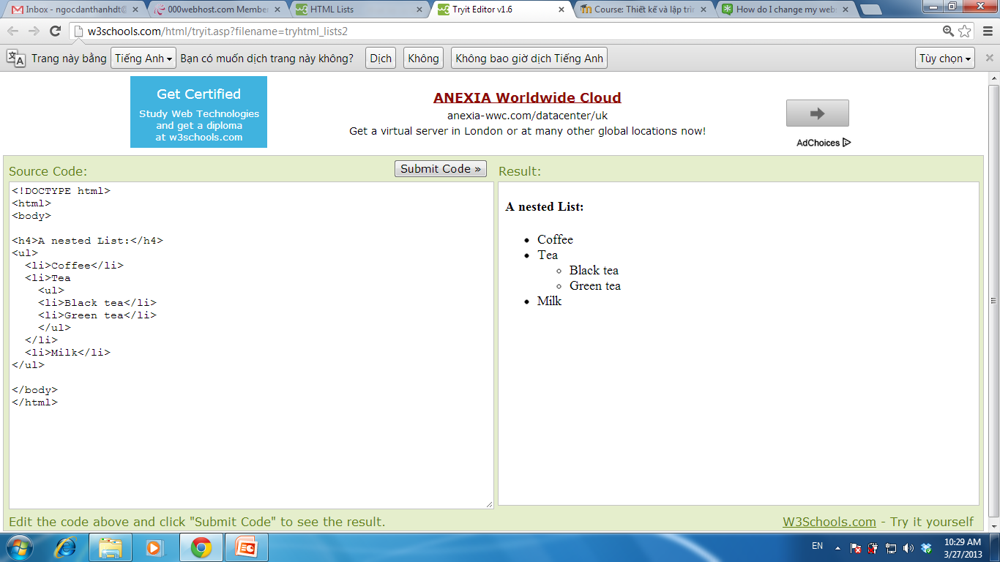 Inbox - ngocdanthanhdt@
000webhost.com Member
HTML Lists
Tryit Editor v1.6
Course: Thiết kế và lập trìn
How do I change my webs
w3schools.com/html/tryit.asp?filename=tryhtml_lists2
Trang này bằng Tiếng Anh Bạn có muốn dịch trang này không? Dịch Không Không bao giờ dịch Tiếng Anh Tùy chọn
Get Certified
Study Web Technologies
and get a diploma
at w3schools.com
ANEXIA Worldwide Cloud
anexia-wwc.com/datacenter/uk
Get a virtual server in London or at many other global locations now!
AdChoices
Source Code:
Submit Code »
<!DOCTYPE html>
<html>
<body>
<h4>A nested List:</h4>
<ul>
<li>Coffee</li>
<li>Tea
<ul>
<li>Black tea</li>
<li>Green tea</li>
</ul>
</li>
<li>Milk</li>
</ul>
</body>
</html>
Result:
A nested List:
Coffee
Tea
Black tea
Green tea
Milk
Edit the code above and click "Submit Code" to see the result.
W3Schools.com - Try it yourself
EN
10:29 AM
3/27/2013